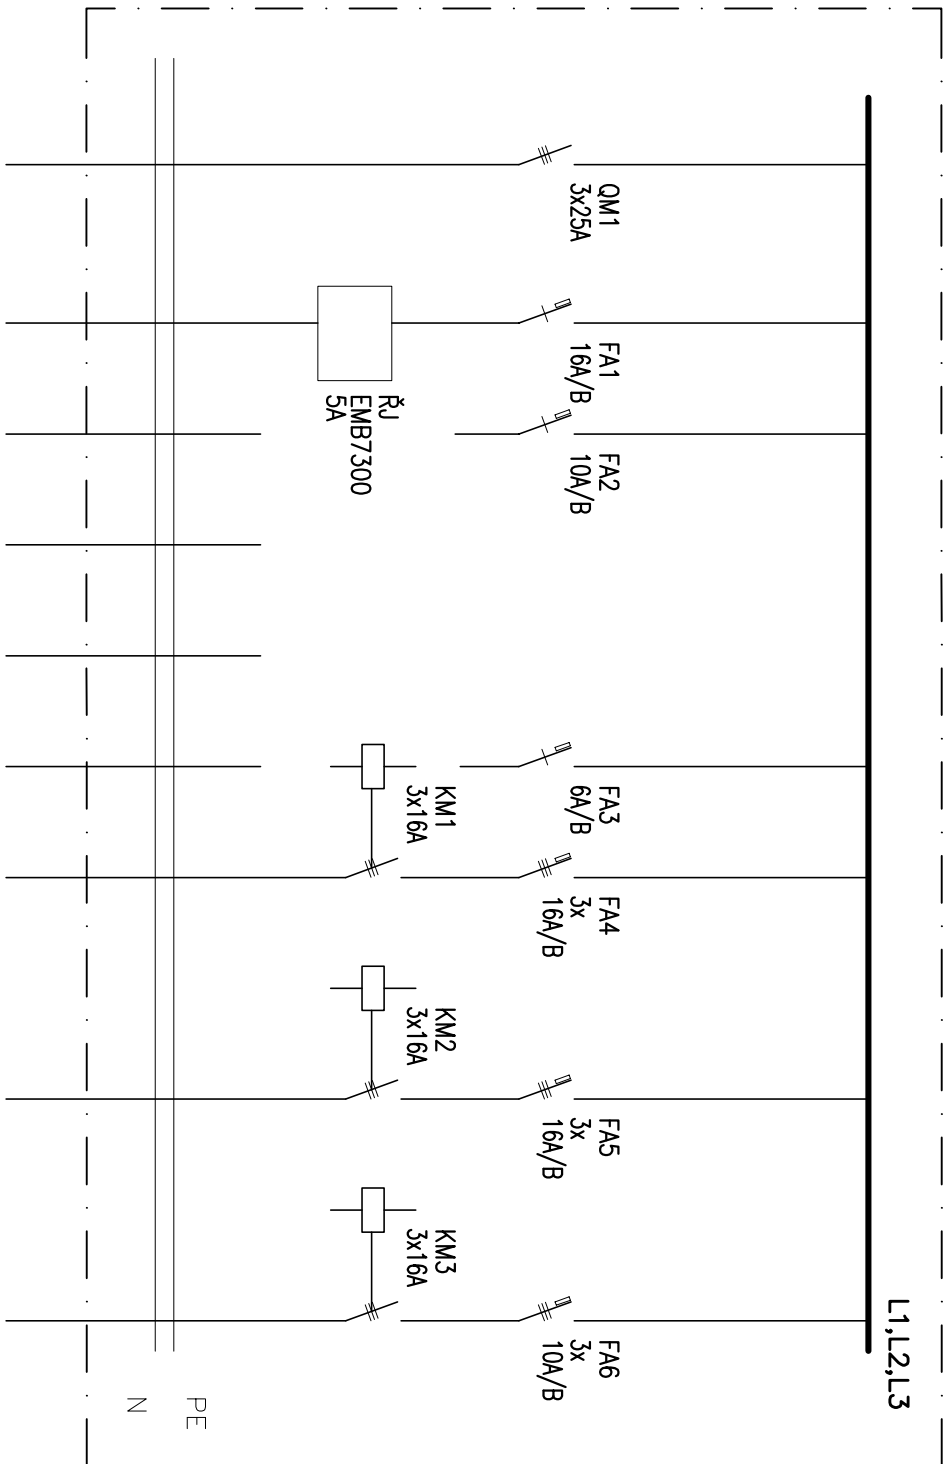 L1,L2,L3
QM1
3x25A
FA1
16A/B
ŘJ
EMB7300
5A
FA2
10A/B
FA3
6A/B
KM1
3x16A
FA4
3x
16A/B
KM2
3x16A
FA5
3x
16A/B
KM3
3x16A
FA6
3x
10A/B
PE
N